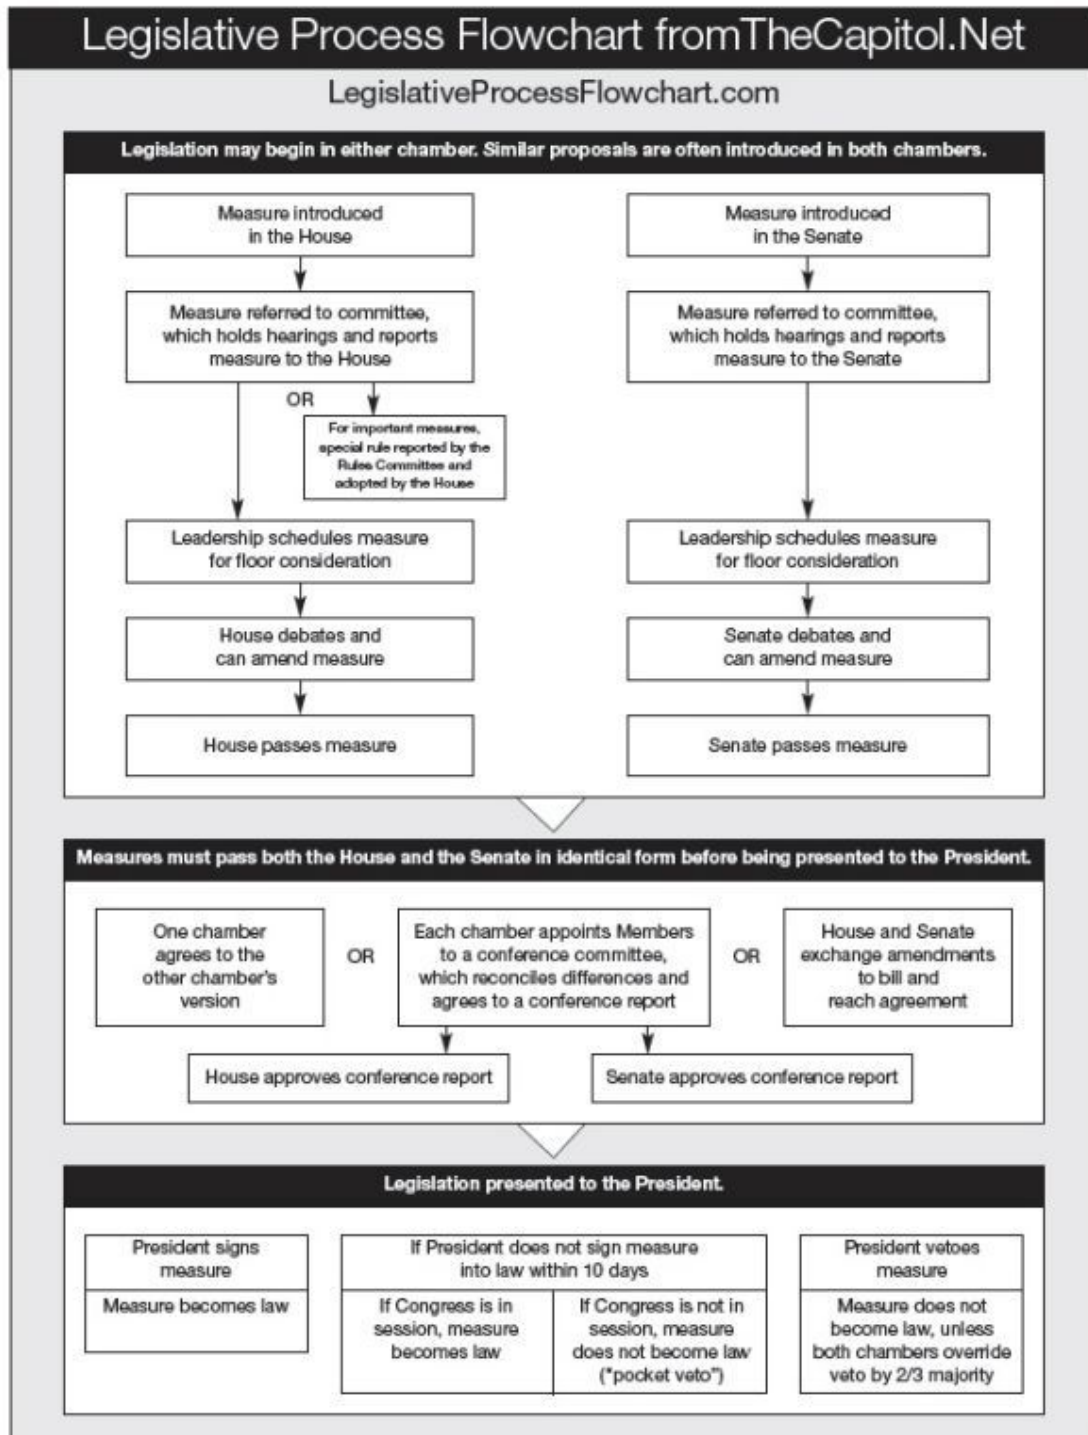 Legislative Process Flowchart fromTheCapitol.Net
LegislativeProcessFlowchart.com
Legislation may begin in either chamber. Similar proposals are often introduced in both chambers.
Measure introduced
in the House
Measure referred to committee,
which holds hearings and reports
measure to the House
OR
For important measures,
special rule reported by the
Rules Committee and
adopted by the House
Leadership schedules measure
for floor consideration
House debates and
can amend measure
House passes measure
Measure introduced
in the Senate
Measure referred to committee,
which holds hearings and reports
measure to the Senate
Leadership schedules measure
for floor consideration
Senate debates and
can amend measure
Senate passes measure
Measures must pass both the House and the Senate in identical form before being presented to the President.
One chamber
agrees to the
other chamber's
version
OR
Each chamber appoints Members
to a conference committee,
which reconciles differences and
agrees to a conference report
OR
House and Senate
exchange amendments
to bill and
reach agreement
House approves conference report
Senate approves conference report
Legislation presented to the President.
President signs
measure
Measure becomes law
If President does not sign measure
into law within 10 days
If Congress is in
session, measure
becomes law
If Congress is not in
session, measure
does not become law
("pocket veto")
President vetoes
measure
Measure does not
become law, unless
both chambers override
veto by 2/3 majority